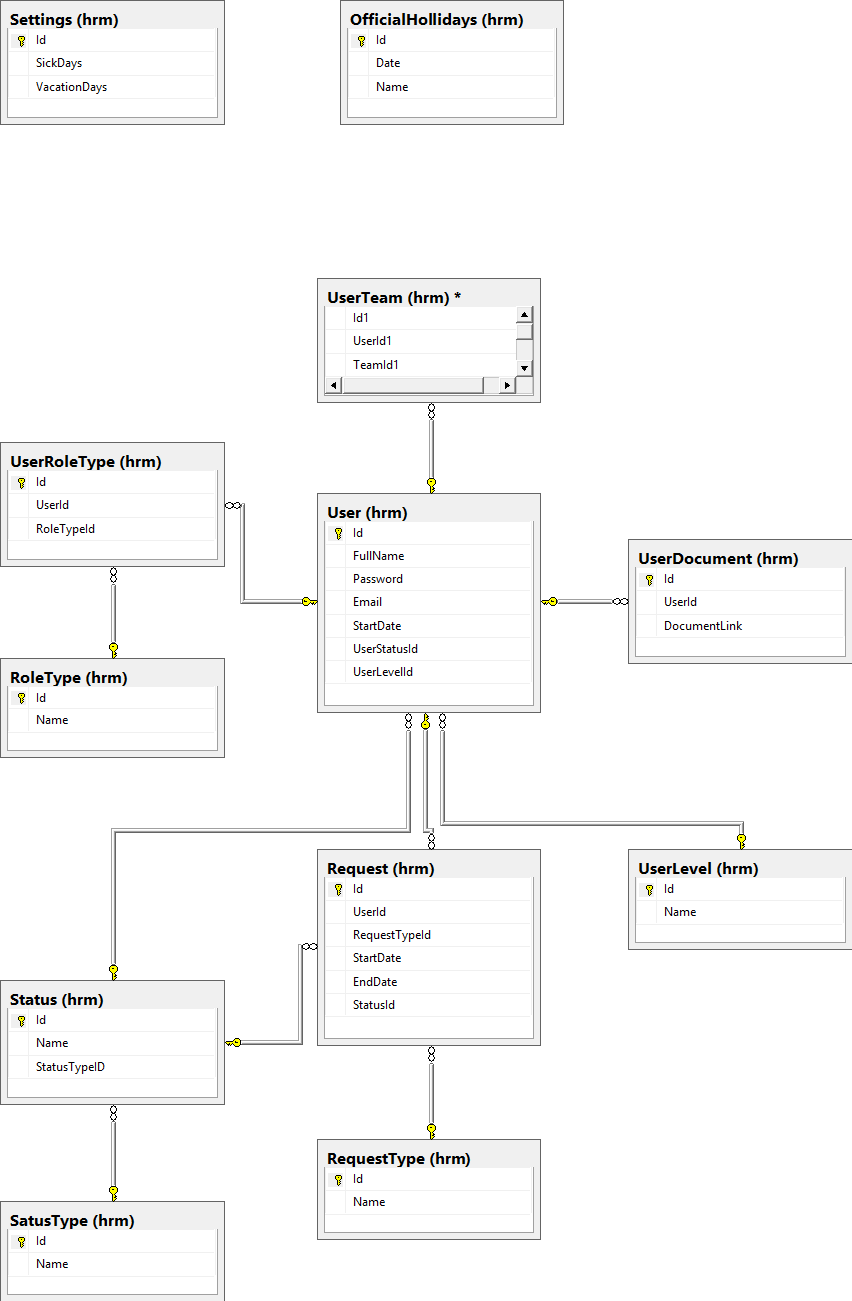 Settings (hrm)
Id
SickDays
VacationDays
OfficialHollidays (hrm)
Id
Date
Name
UserTeam (hrm) *
Id1
UserId1
TeamId1
UserRoleType (hrm)
Id
UserId
RoleTypeId
User (hrm)
Id
FullName
Password
Email
StartDate
UserStatusId
UserLevelId
UserDocument (hrm)
Id
UserId
DocumentLink
RoleType (hrm)
Id
Name
Request (hrm)
Id
UserId
RequestTypeId
StartDate
EndDate
StatusId
UserLevel (hrm)
Id
Name
Status (hrm)
Id
Name
StatusTypeID
RequestType (hrm)
Id
Name
SatusType (hrm)
Id
Name